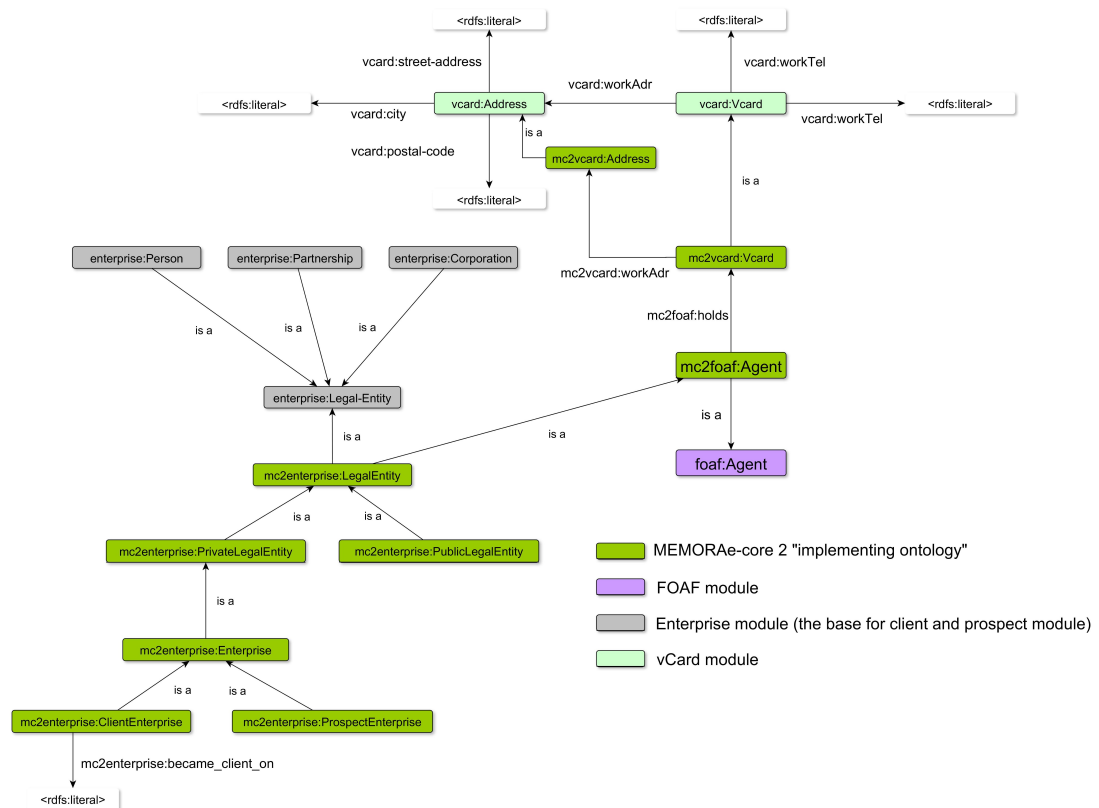 <rdfs:literal>
<rdfs:literal>
vcard:street-address
vcard:workTel
vcard:workAdr
<rdfs:literal>
vcard:Address
vcard:Vcard
<rdfs:literal>
vcard:city
vcard:workTel
is a
vcard:postal-code
mc2vcard:Address
is a
<rdfs:literal>
enterprise:Person
enterprise:Partnership
enterprise:Corporation
mc2vcard:Vcard
mc2vcard:workAdr
mc2foaf:holds
is a
is a
is a
mc2foaf:Agent
enterprise:Legal-Entity
is a
is a
is a
foaf:Agent
mc2enterprise:LegalEntity
is a
is a
mc2enterprise:PrivateLegalEntity
mc2enterprise:PublicLegalEntity
MEMORAe-core 2 "implementing ontology"
FOAF module
is a
Enterprise module (the base for client and prospect module)
mc2enterprise:Enterprise
vCard module
is a
is a
mc2enterprise:ClientEnterprise
mc2enterprise:ProspectEnterprise
mc2enterprise:became_client_on
<rdfs:literal>